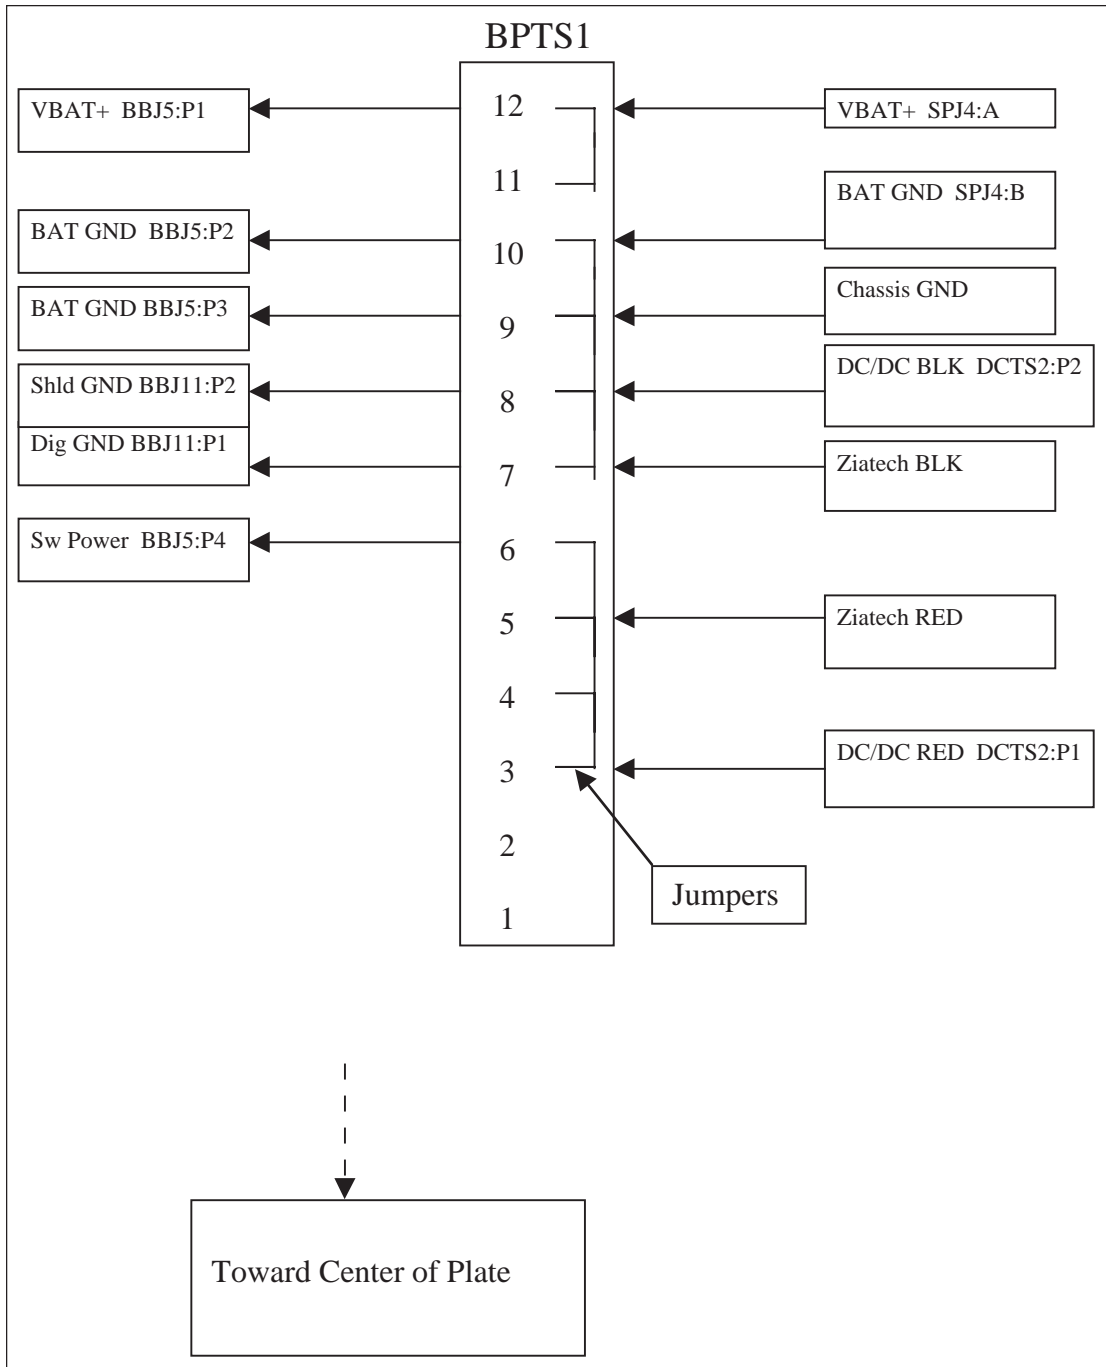 BPTS1
VBAT+  BBJ5:P1
12
VBAT+  SPJ4:A
11
BAT GND  SPJ4:B
BAT GND  BBJ5:P2
10
BAT GND BBJ5:P3
9
Chassis GND
Shld GND BBJ11:P2
8
DC/DC BLK  DCTS2:P2
Dig GND BBJ11:P1
7
Ziatech BLK
Sw Power  BBJ5:P4
6
5
Ziatech RED
4
3
DC/DC RED  DCTS2:P1
2
Jumpers
1
Toward Center of Plate